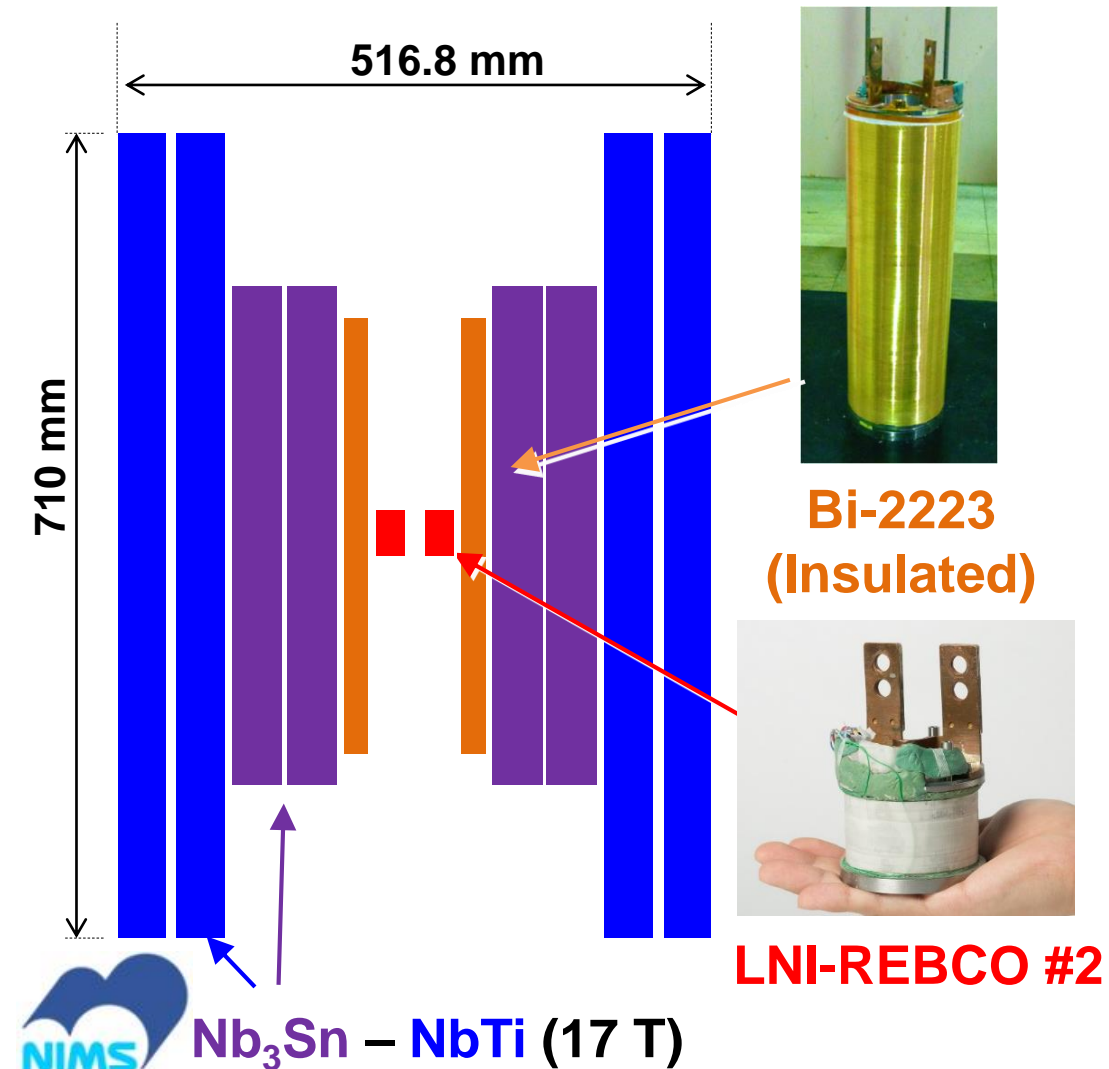 516.8 mm
710 mm
Bi-2223
(Insulated)
LNI-REBCO #2
NIMS
Nb₃Sn – NbTi (17 T)